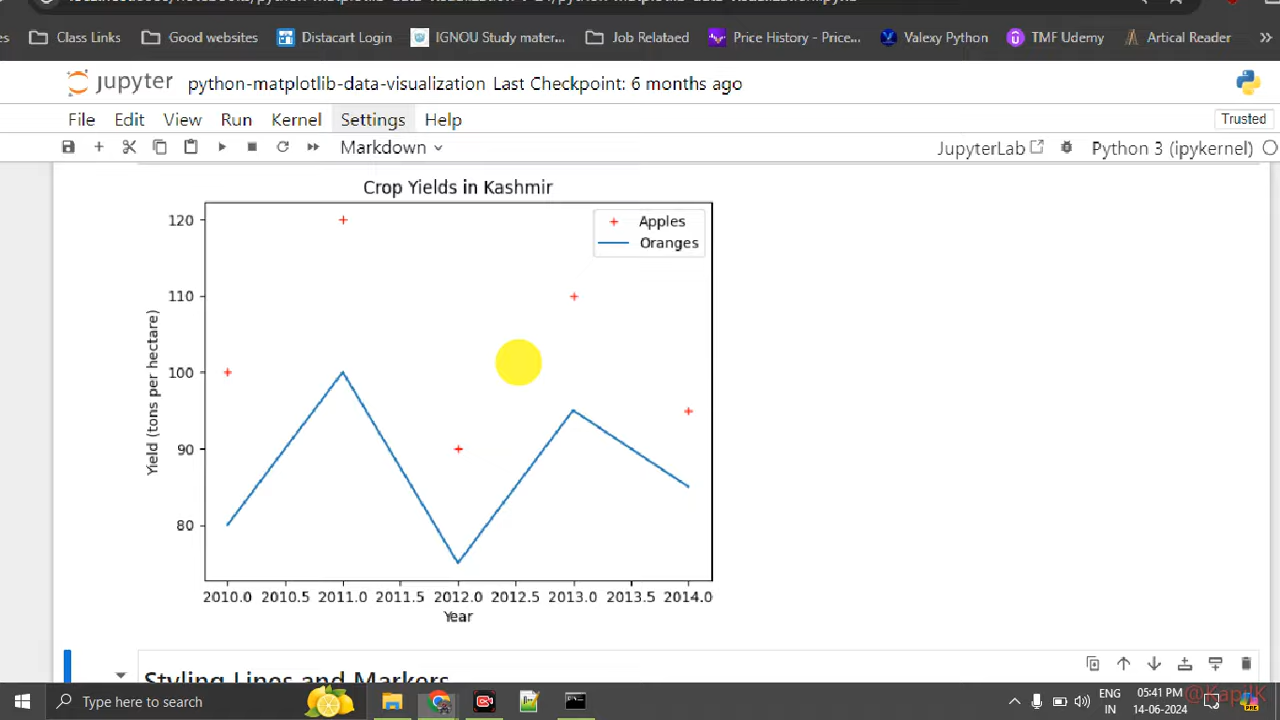 Class Links Good websites Distacart Login IGNOU Study mater... Job Relataed Price History - Price... Valexy Python TMF Udemy Artical Reader
jupyter python-matplotlib-data-visualization Last Checkpoint: 6 months ago
File Edit View Run Kernel Settings Help Trusted
Markdown JupyterLab Python 3 (ipykernel)
Crop Yields in Kashmir
Apples
Oranges
120
110
100
90
80
Yield (tons per hectare)
2010.0 2010.5 2011.0 2011.5 2012.0 2012.5 2013.0 2013.5 2014.0
Year
Styling Lines and Markers
Type here to search
ENG
IN
05:41 PM
14-06-2024
@KapilK